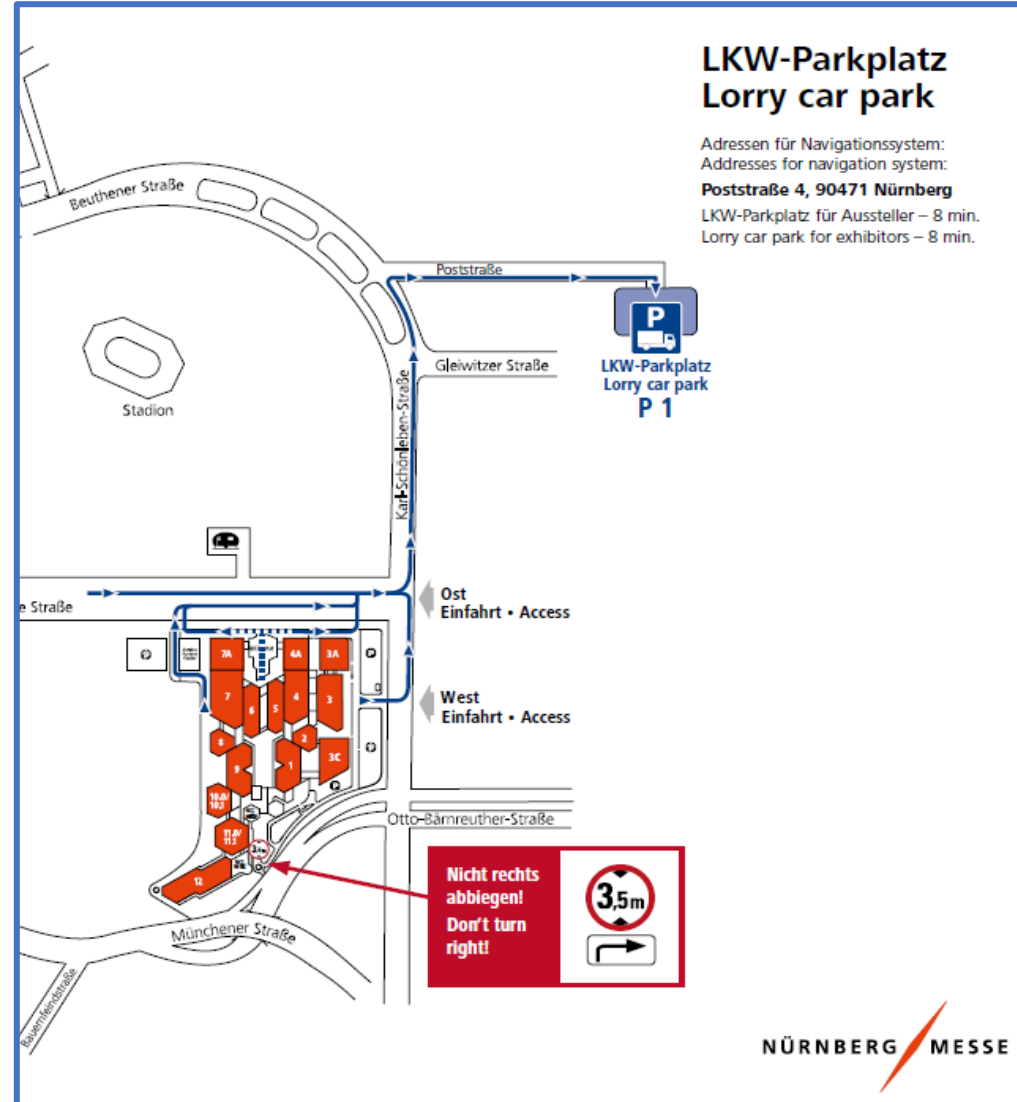 LKW-Parkplatz
Lorry car park
Adressen für Navigationssystem:
Addresses for navigation system:
Poststraße 4, 90471 Nürnberg
LKW-Parkplatz für Aussteller – 8 min.
Lorry car park for exhibitors – 8 min.
Beuthener Straße
Poststraße
P
LKW-Parkplatz
Lorry car park
P 1
Gleiwitzer Straße
Stadion
Karl-Schönleben-Straße
Ost
Einfahrt • Access
e Straße
7A
4A
3A
7
6
5
4
3
West
Einfahrt • Access
8
2
9
1
3C
10.0/
10.1
11.0/
11.1
12
Otto-Bärnreuther-Straße
Münchener Straße
Bauernfeindstraße
Nicht rechts
abbiegen!
Don't turn
right!
3,5m
NÜRNBERG MESSE